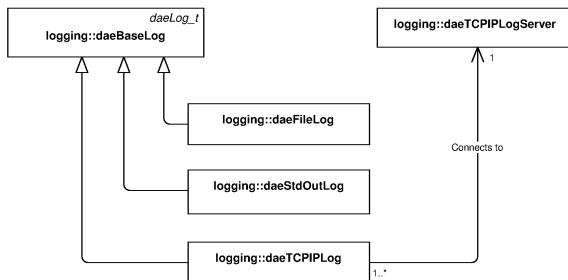 daeLog_t
logging::daeBaseLog
logging::daeTCPIPLogServer
1
logging::daeFileLog
Connects to
logging::daeStdOutLog
logging::daeTCPIPLog
1..*